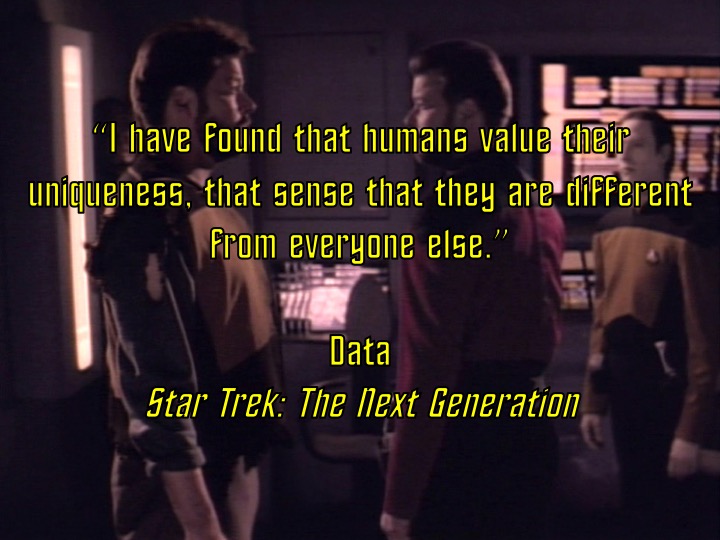 “I have found that humans value their
uniqueness, that sense that they are different
from everyone else.”
Data
Star Trek: The Next Generation